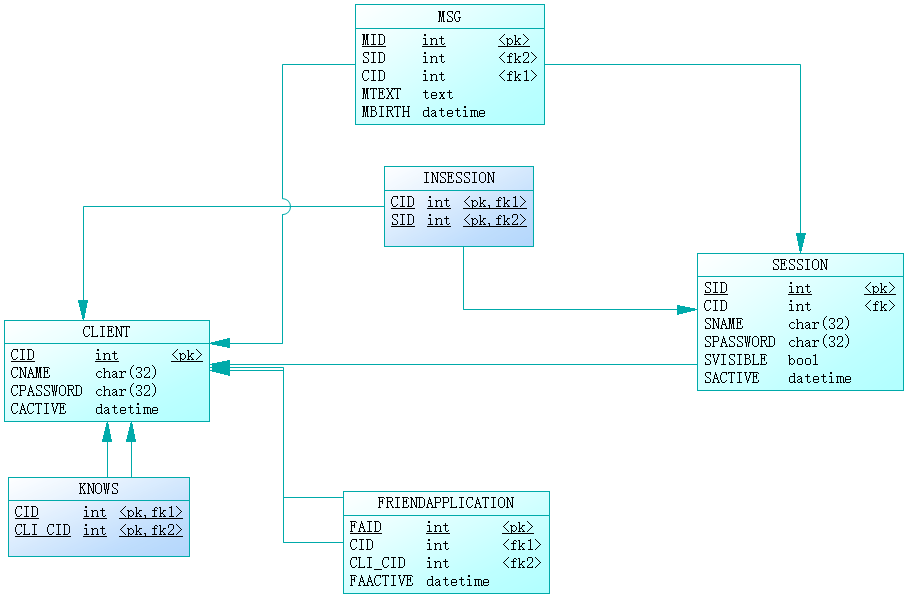 MSG
MID int <pk>
SID int <fk2>
CID int <fk1>
MTEXT text
MBIRTH datetime
INSESSION
CID int <pk,fk1>
SID int <pk,fk2>
SESSION
SID int <pk>
CID int <fk>
SNAME char(32)
SPASSWORD char(32)
SVISIBLE bool
SACTIVE datetime
CLIENT
CID int <pk>
CNAME char(32)
CPASSWORD char(32)
CACTIVE datetime
KNOWS
CID int <pk,fk1>
CLI_CID int <pk,fk2>
FRIENDAPPLICATION
FAID int <pk>
CID int <fk1>
CLI_CID int <fk2>
FAACTIVE datetime